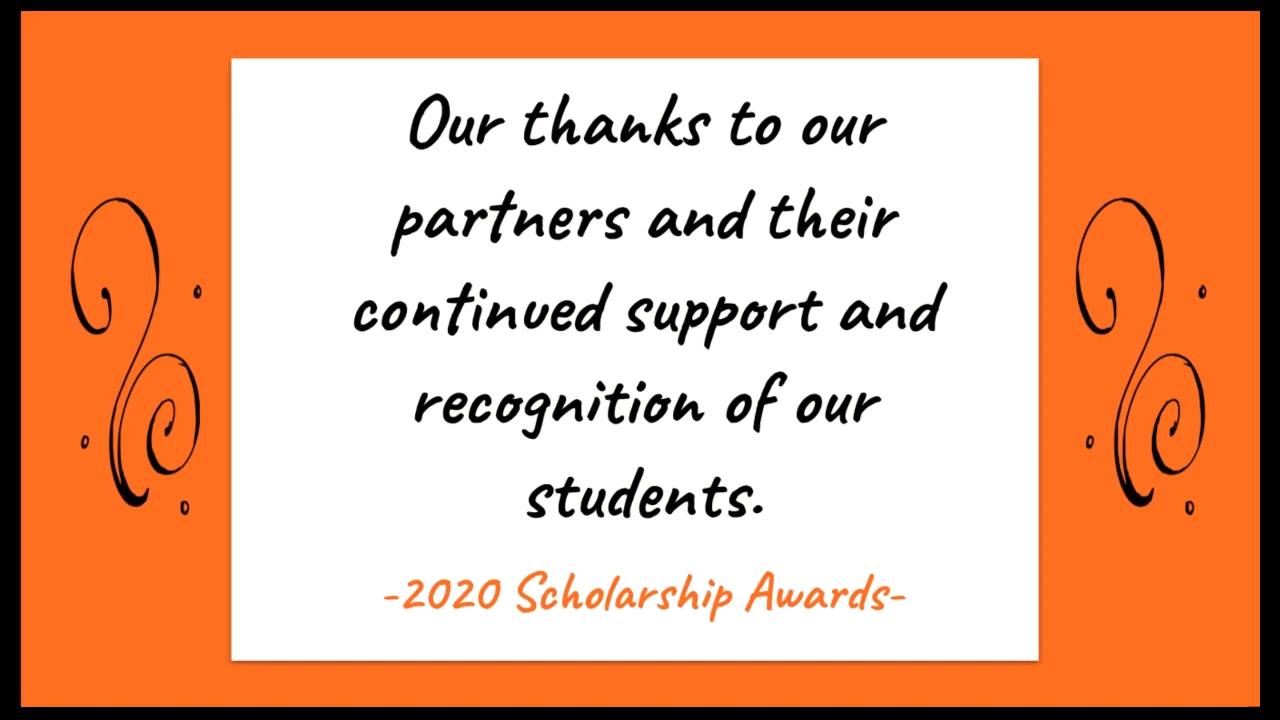 Our thanks to our
partners and their
continued support and
recognition of our
students.
-2020 Scholarship Awards-